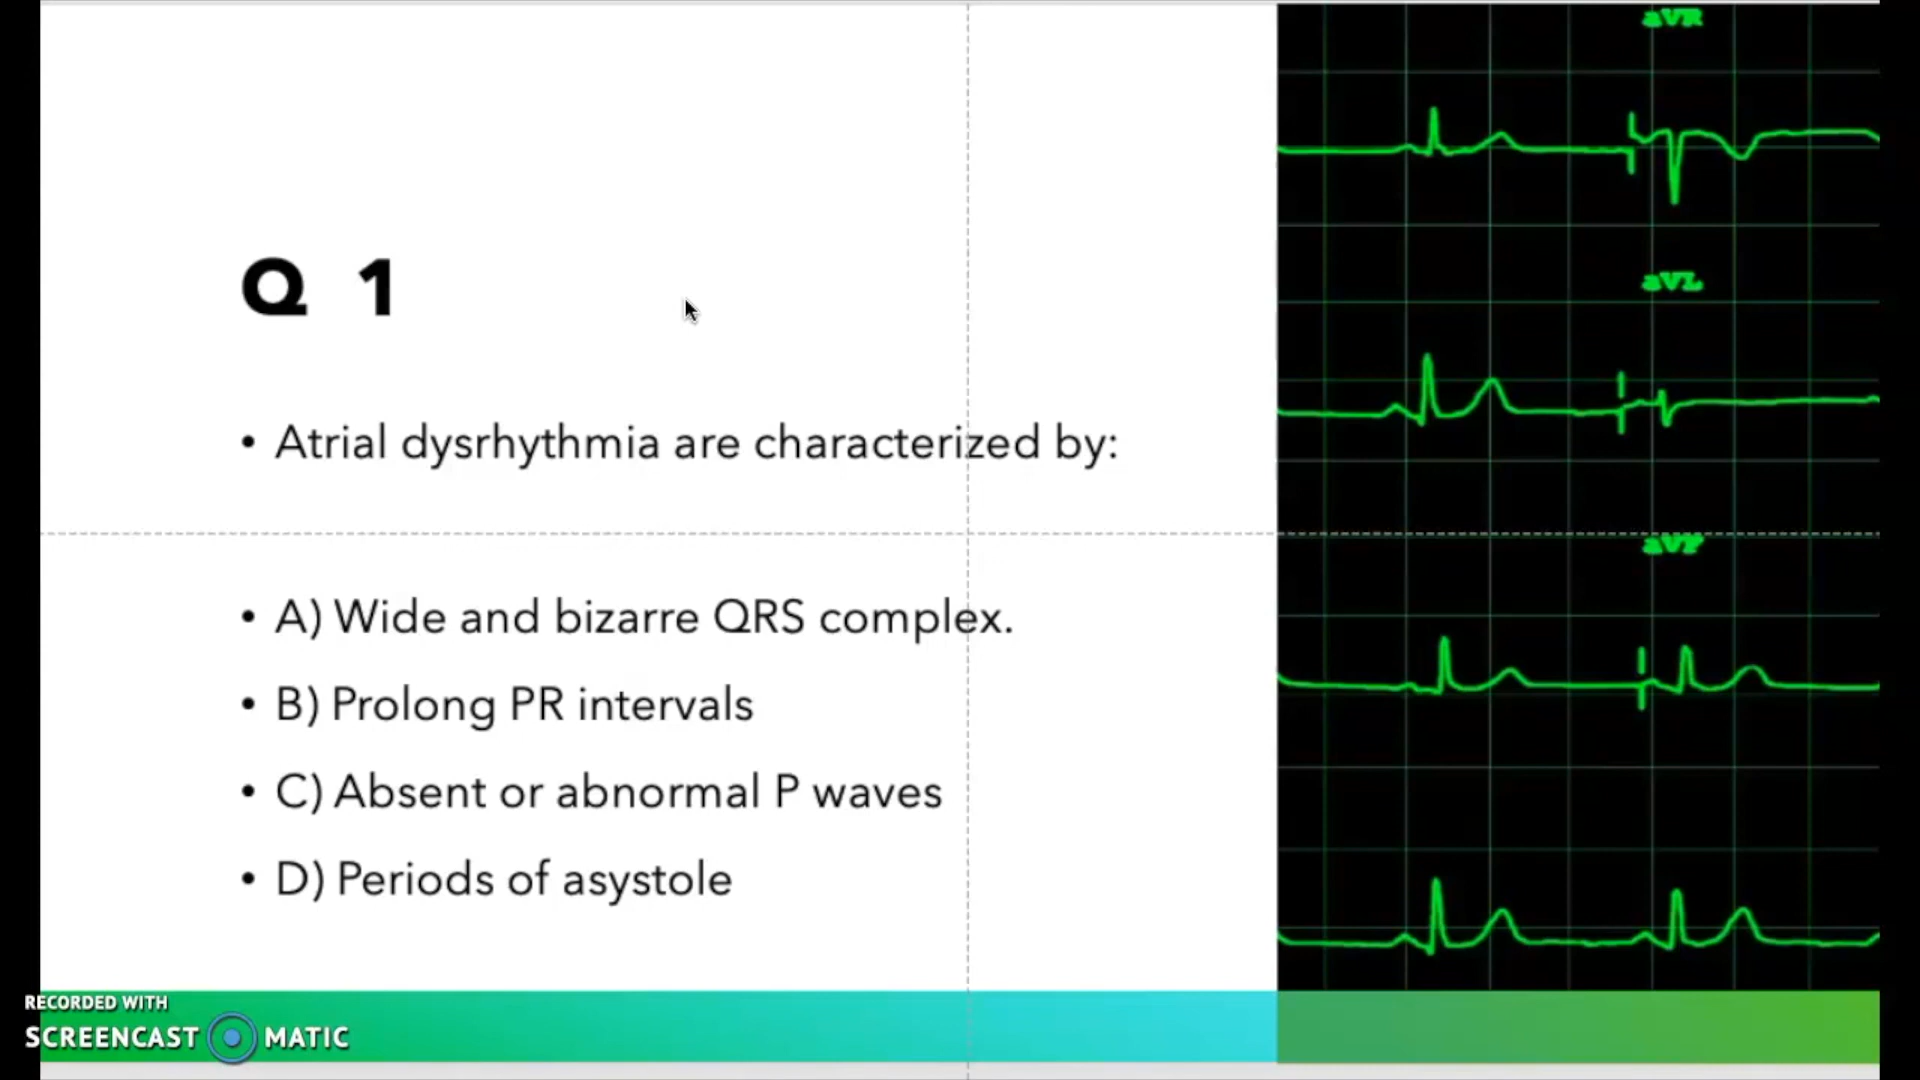 Q 1
• Atrial dysrhythmia are characterized by:
• A) Wide and bizarre QRS complex.
• B) Prolong PR intervals
• C) Absent or abnormal P waves
• D) Periods of asystole
aVR
aVL
aVF
RECORDED WITH
SCREENCAST MATIC